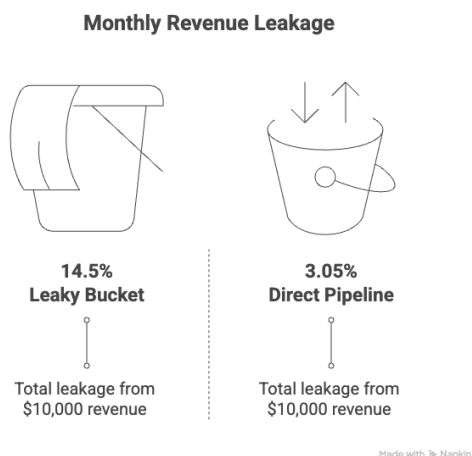 Monthly Revenue Leakage
14.5%
Leaky Bucket
Total leakage from
$10,000 revenue
3.05%
Direct Pipeline
Total leakage from
$10,000 revenue
Made with Napkin